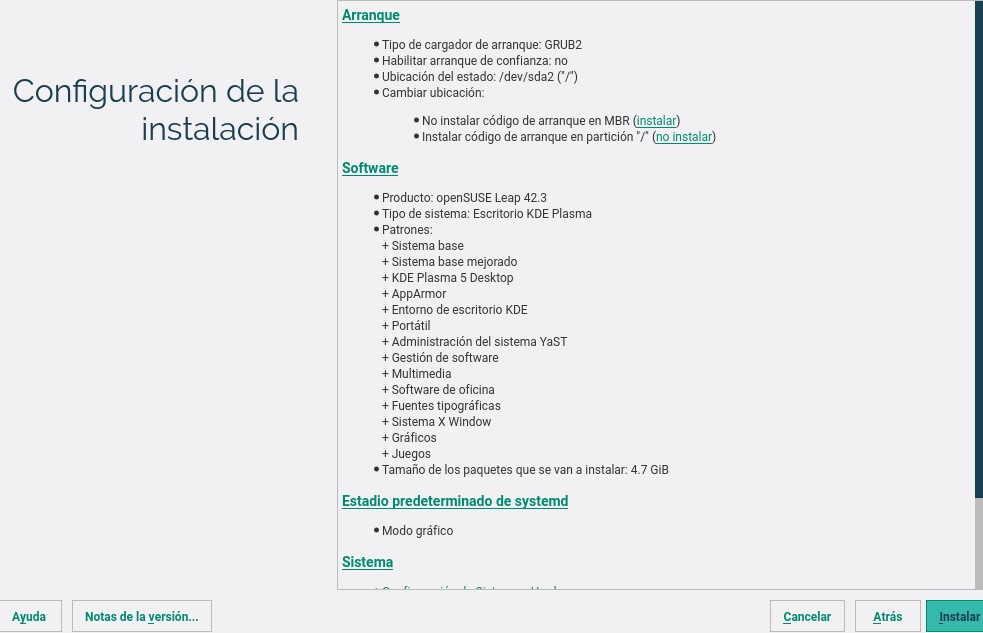 Configuración de la
instalación
Arranque
Tipo de cargador de arranque: GRUB2
Habilitar arranque de confianza: no
Ubicación del estado: /dev/sda2 ("/")
Cambiar ubicación:
No instalar código de arranque en MBR (instalar)
Instalar código de arranque en partición "/" (no instalar)
Software
Producto: openSUSE Leap 42.3
Tipo de sistema: Escritorio KDE Plasma
Patrones:
+ Sistema base
+ Sistema base mejorado
+ KDE Plasma 5 Desktop
+ AppArmor
+ Entorno de escritorio KDE
+ Portátil
+ Administración del sistema YaST
+ Gestión de software
+ Multimedia
+ Software de oficina
+ Fuentes tipográficas
+ Sistema X Window
+ Gráficos
+ Juegos
Tamaño de los paquetes que se van a instalar: 4.7 GiB
Estadio predeterminado de systemd
Modo gráfico
Sistema
Ayuda
Notas de la versión...
Cancelar
Atrás
Instalar